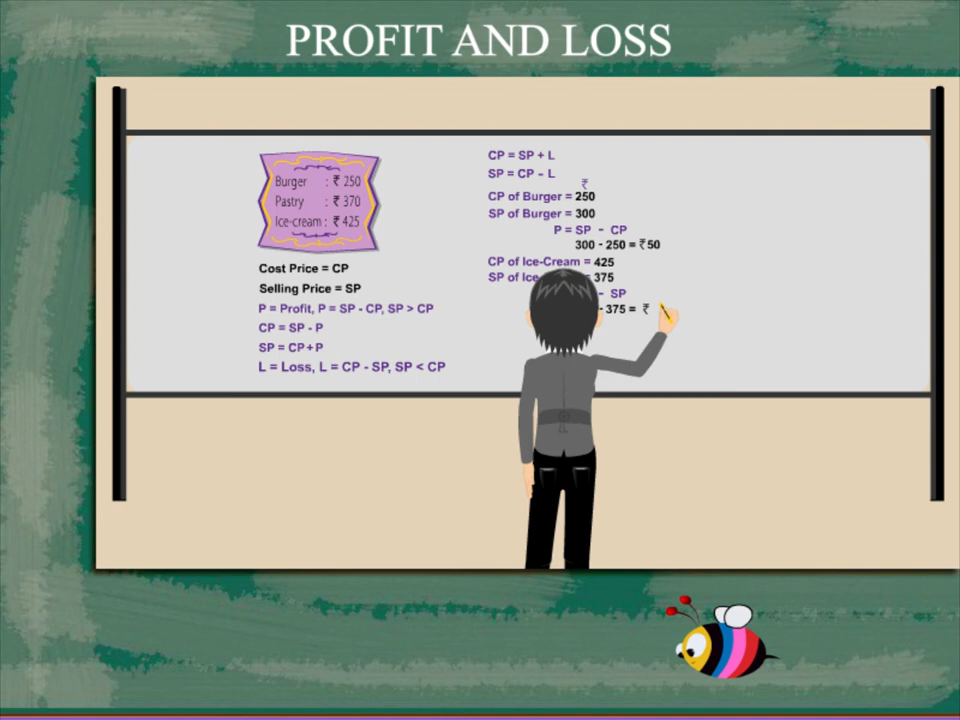 PROFIT AND LOSS
Burger : ₹ 250
Pastry : ₹ 370
Ice-cream : ₹ 425
Cost Price = CP
Selling Price = SP
P = Profit, P = SP - CP, SP > CP
CP = SP - P
SP = CP + P
L = Loss, L = CP - SP, SP < CP
CP = SP + L
SP = CP - L
₹
CP of Burger = 250
SP of Burger = 300
P = SP - CP
300 - 250 = ₹50
CP of Ice-Cream = 425
SP of Ice = 375
- SP
- 375 = ₹